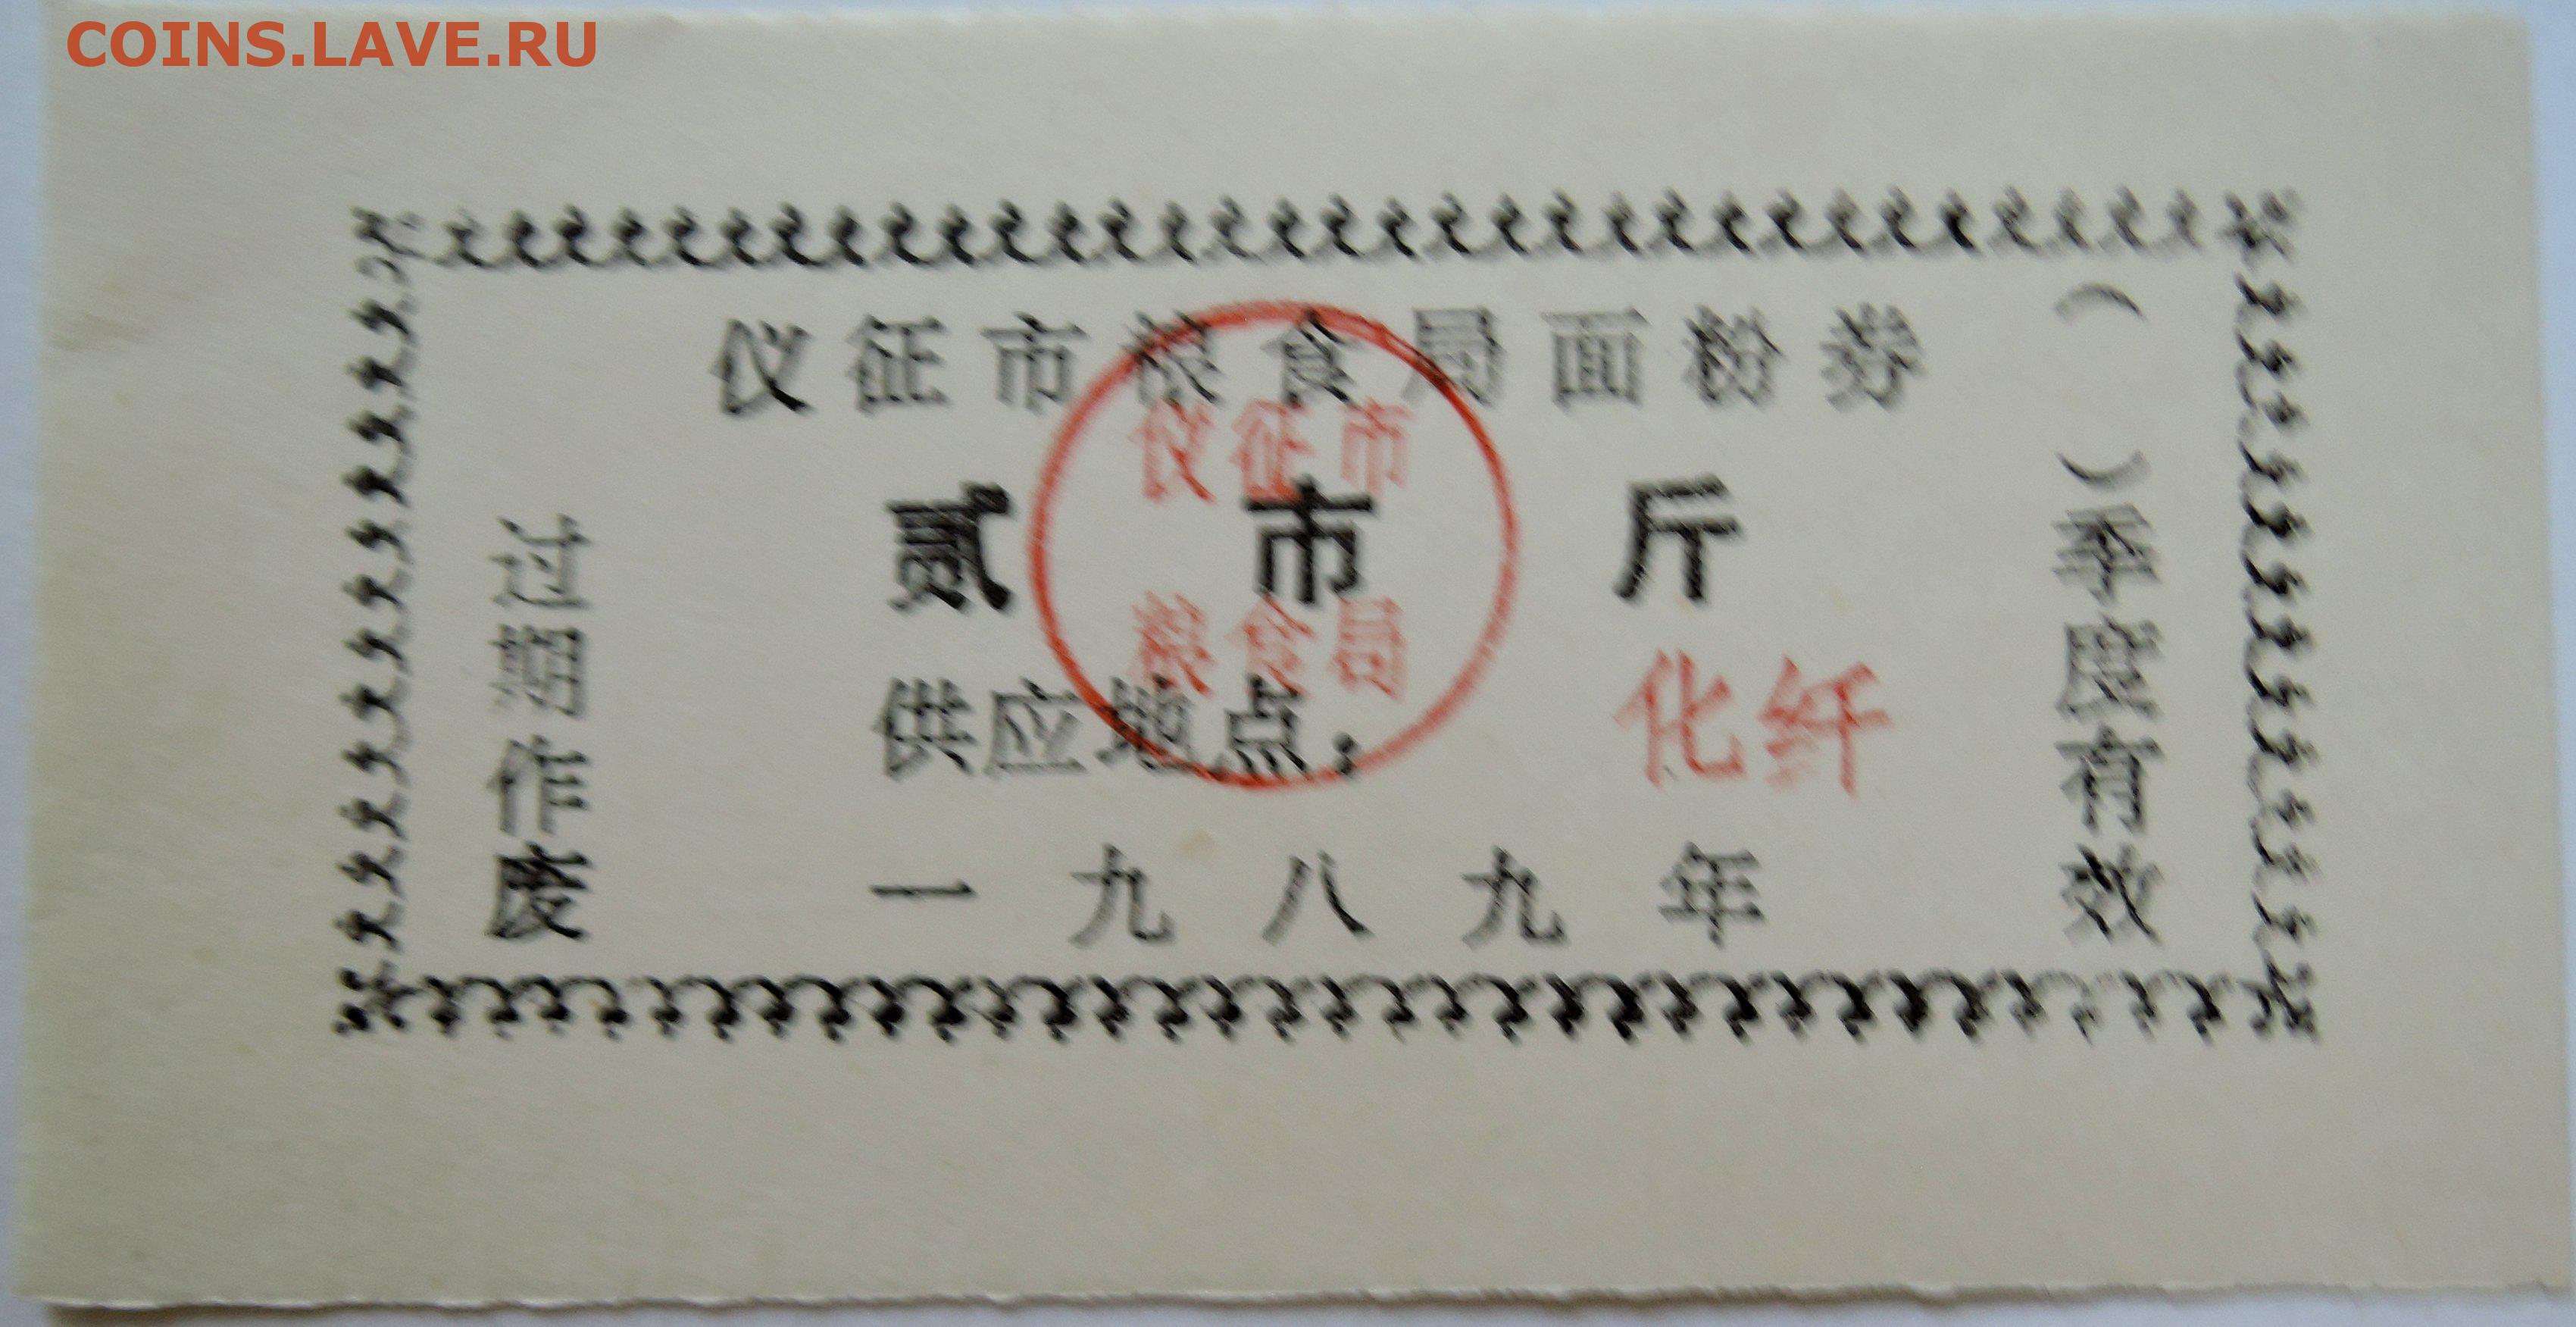 COINS.LAVE.RU
仪征市粮食局面粉券
仪征市
贰市斤
粮食局
供应地点：
化纤
一九八九年
过期作废
（ ）季度有效